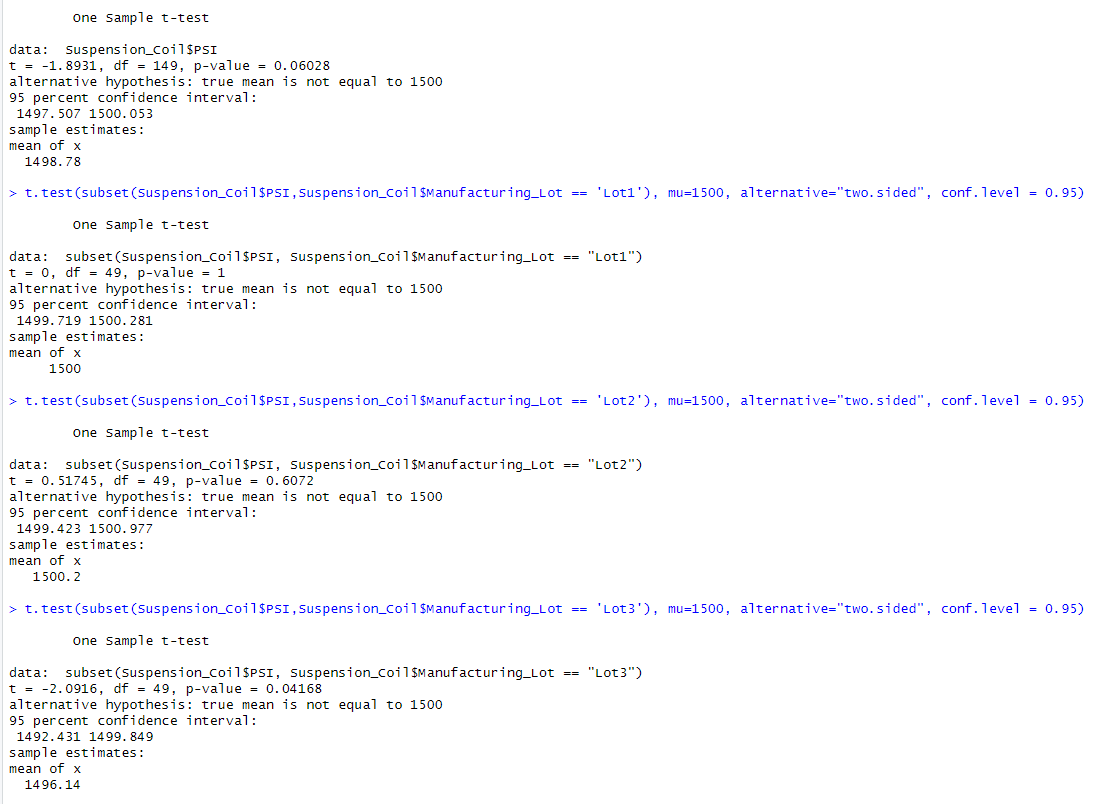 One Sample t-test
data: Suspension_Coil$PSI
t = -1.8931, df = 149, p-value = 0.06028
alternative hypothesis: true mean is not equal to 1500
95 percent confidence interval:
1497.507 1500.053
sample estimates:
mean of x
1498.78
> t.test(subset(Suspension_Coil$PSI,Suspension_Coil$Manufacturing_Lot == 'Lot1'), mu=1500, alternative="two.sided", conf.level = 0.95)
One Sample t-test
data: subset(Suspension_Coil$PSI, Suspension_Coil$Manufacturing_Lot == "Lot1")
t = 0, df = 49, p-value = 1
alternative hypothesis: true mean is not equal to 1500
95 percent confidence interval:
1499.719 1500.281
sample estimates:
mean of x
1500
> t.test(subset(Suspension_Coil$PSI,Suspension_Coil$Manufacturing_Lot == 'Lot2'), mu=1500, alternative="two.sided", conf.level = 0.95)
One Sample t-test
data: subset(Suspension_Coil$PSI, Suspension_Coil$Manufacturing_Lot == "Lot2")
t = 0.51745, df = 49, p-value = 0.6072
alternative hypothesis: true mean is not equal to 1500
95 percent confidence interval:
1499.423 1500.977
sample estimates:
mean of x
1500.2
> t.test(subset(Suspension_Coil$PSI,Suspension_Coil$Manufacturing_Lot == 'Lot3'), mu=1500, alternative="two.sided", conf.level = 0.95)
One Sample t-test
data: subset(Suspension_Coil$PSI, Suspension_Coil$Manufacturing_Lot == "Lot3")
t = -2.0916, df = 49, p-value = 0.04168
alternative hypothesis: true mean is not equal to 1500
95 percent confidence interval:
1492.431 1499.849
sample estimates:
mean of x
1496.14